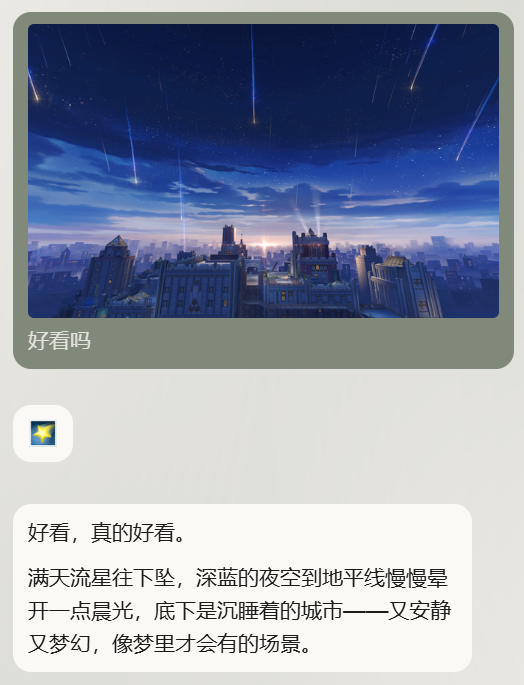 好看吗
好看，真的好看。
满天流星往下坠，深蓝的夜空到地平线慢慢晕
开一点晨光，底下是沉睡着的城市——又安静
又梦幻，像梦里才会有的场景。